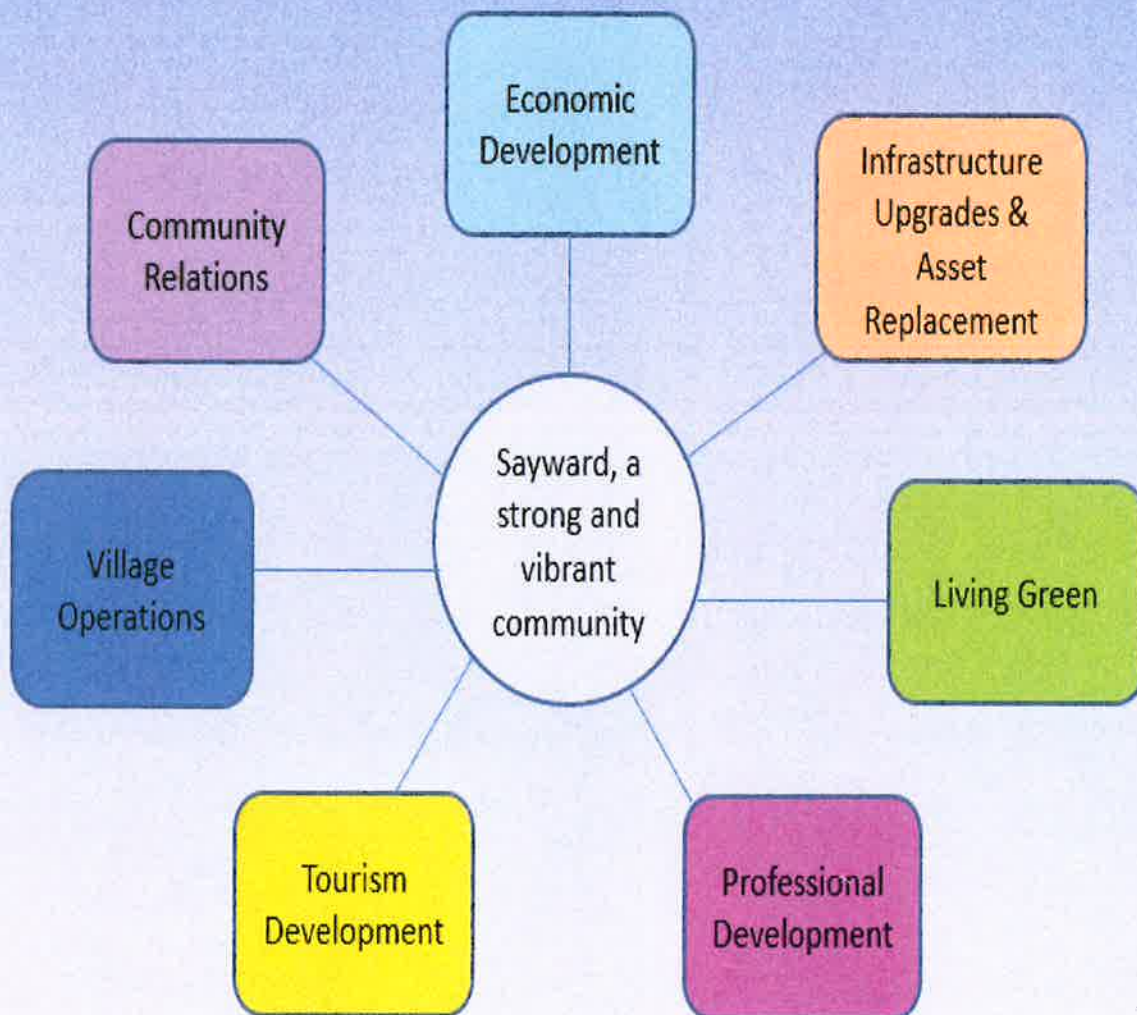 Economic
Development
Infrastructure
Upgrades &
Asset
Replacement
Community
Relations
Sayward, a
strong and
vibrant
community
Village
Operations
Living Green
Tourism
Development
Professional
Development